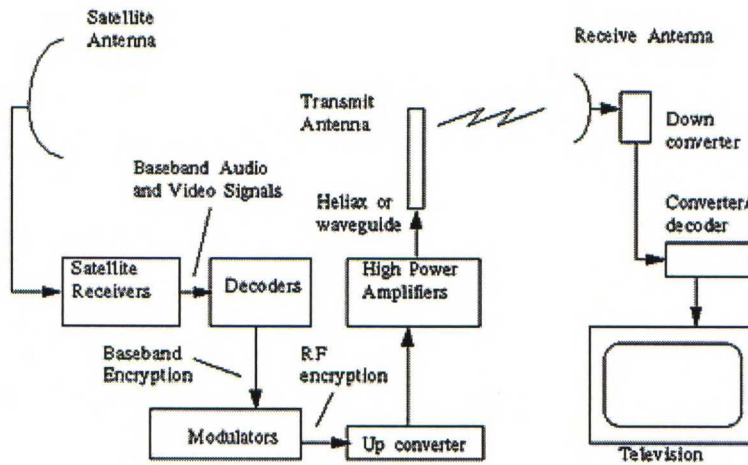 Satellite
Antenna
Receive Antenna
Transmit
Antenna
Down
converter
Baseband Audio
and Video Signals
Heliax or
waveguide
Converter/
decoder
Satellite
Receivers
Decoders
High Power
Amplifiers
Baseband
Encryption
RF
encryption
Modulators
Up converter
Television